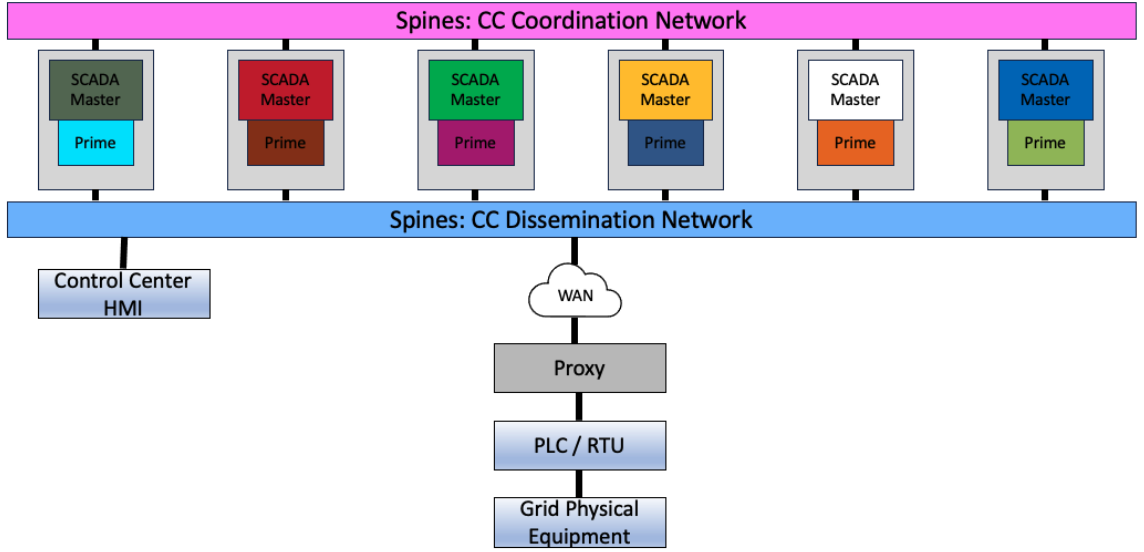 Spines: CC Coordination Network
SCADA
Master
Prime
SCADA
Master
Prime
SCADA
Master
Prime
SCADA
Master
Prime
SCADA
Master
Prime
SCADA
Master
Prime
Spines: CC Dissemination Network
Control Center
HMI
WAN
Proxy
PLC / RTU
Grid Physical
Equipment